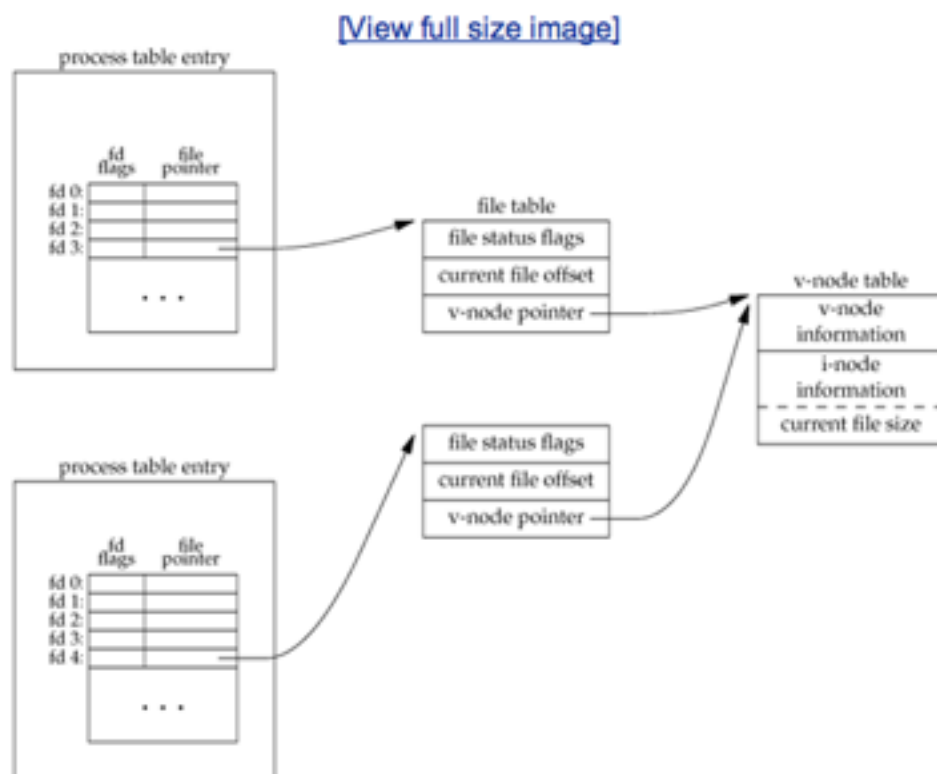 [View full size image]
process table entry
fd
flags
file
pointer
fd 0:
fd 1:
fd 2:
fd 3:
. . .
file table
file status flags
current file offset
v-node pointer
v-node table
v-node
information
i-node
information
current file size
file status flags
current file offset
v-node pointer
process table entry
fd
flags
file
pointer
fd 0:
fd 1:
fd 2:
fd 3:
fd 4:
. . .